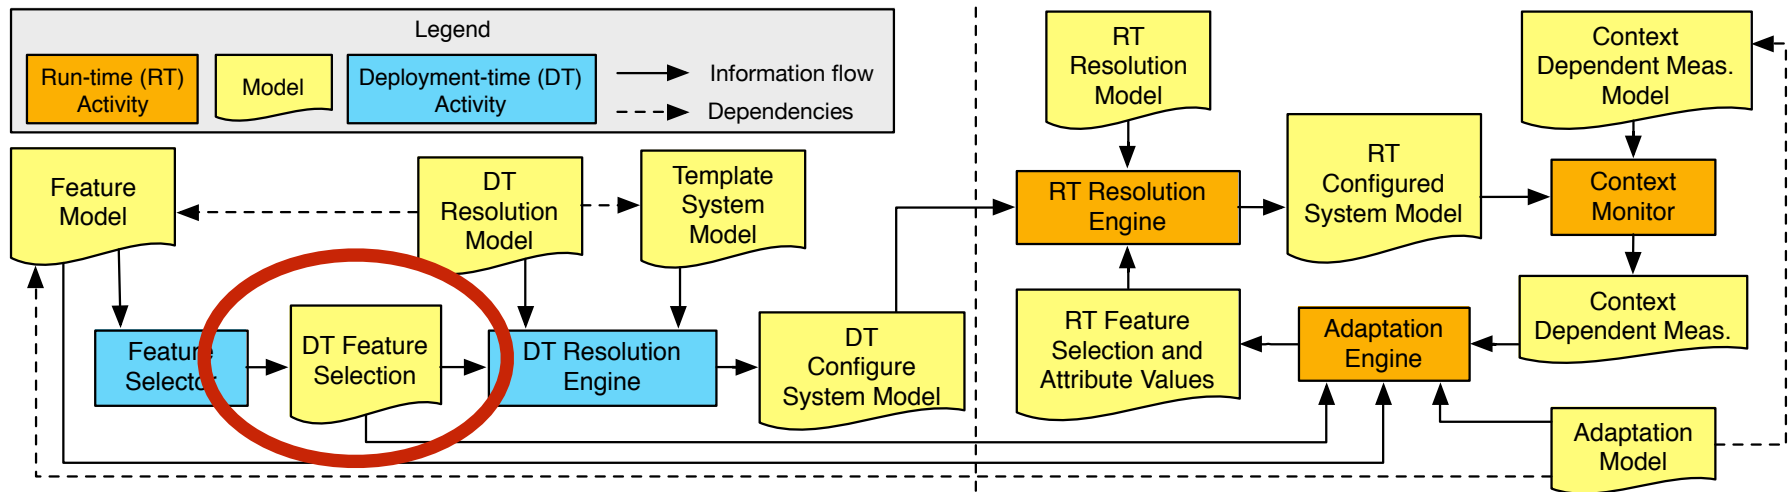 Legend
Run-time (RT)
Activity
Model
Deployment-time (DT)
Activity
Information flow
Dependencies
Feature
Model
DT
Resolution
Model
Template
System
Model
Feature
Selector
DT Feature
Selection
DT Resolution
Engine
DT
Configure
System Model
RT
Resolution
Model
RT Resolution
Engine
RT Feature
Selection and
Attribute Values
RT
Configured
System Model
Context
Dependent Meas.
Model
Context
Monitor
Context
Dependent Meas.
Adaptation
Engine
Adaptation
Model